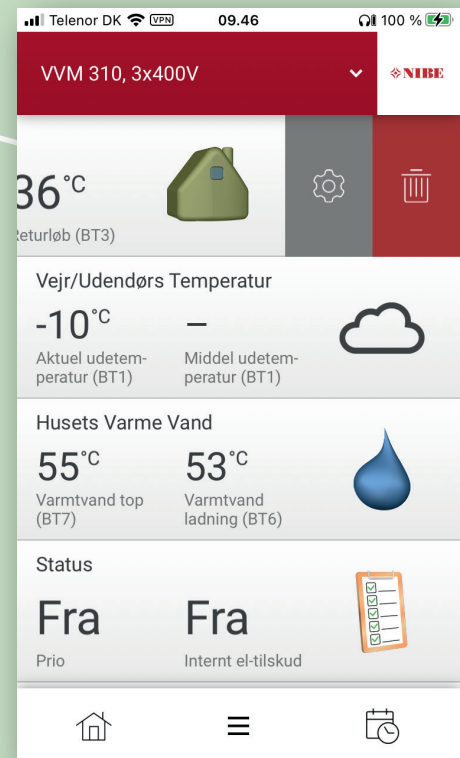 Telenor DK VPN 09.46 100 %
VVM 310, 3x400V
NIBE
36°C
Returløb (BT3)
Vejr/Udendørs Temperatur
-10°C –
Aktuel udetem- Middel udetem-
peratur (BT1) peratur (BT1)
Husets Varme Vand
55°C 53°C
Varmtvand top Varmtvand
(BT7) ladning (BT6)
Status
Fra Fra
Prio Internt el-tilskud